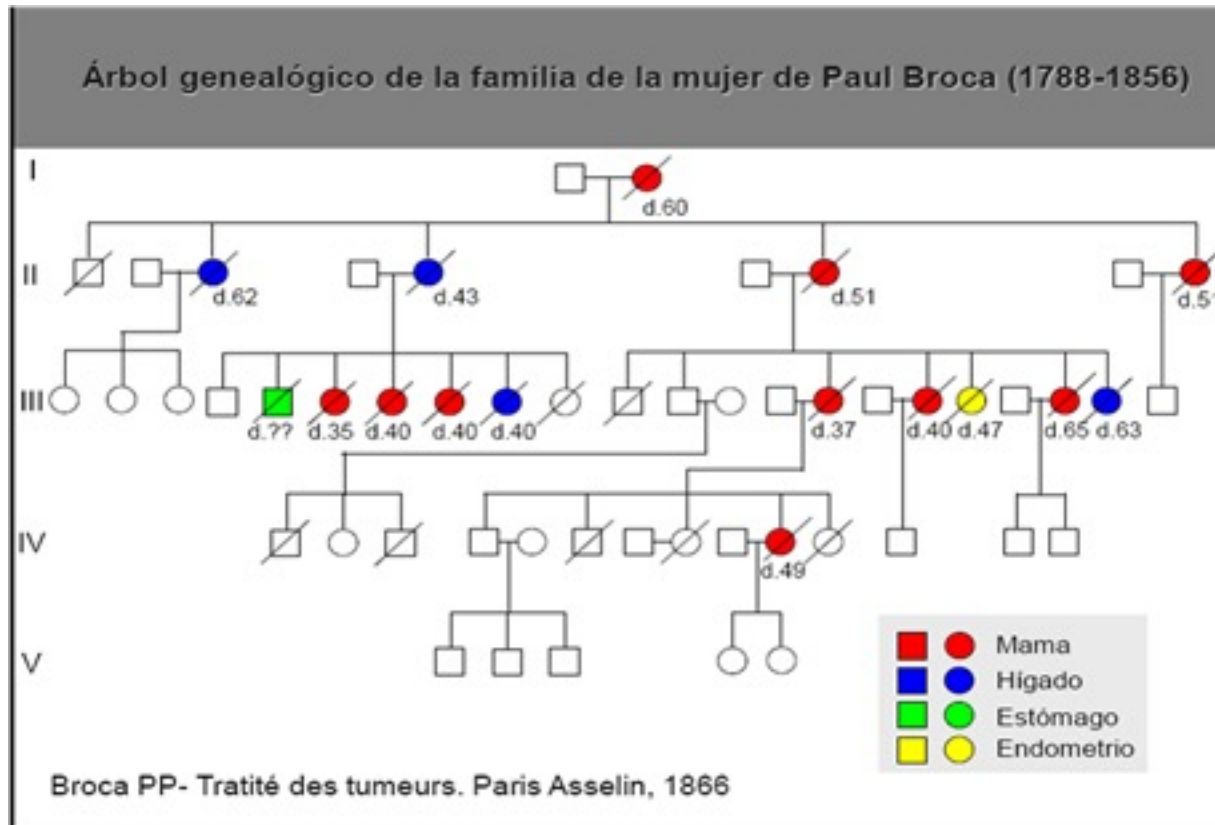 Árbol genealógico de la familia de la mujer de Paul Broca (1788-1856)
I
d.60
II
d.62
d.43
d.51
d.51
III
d.??
d.35
d.40
d.40
d.40
d.37
d.40
d.47
d.65
d.63
IV
d.49
V
Mama
Hígado
Estómago
Endometrio
Broca PP- Tratité des tumeurs. Paris Asselin, 1866